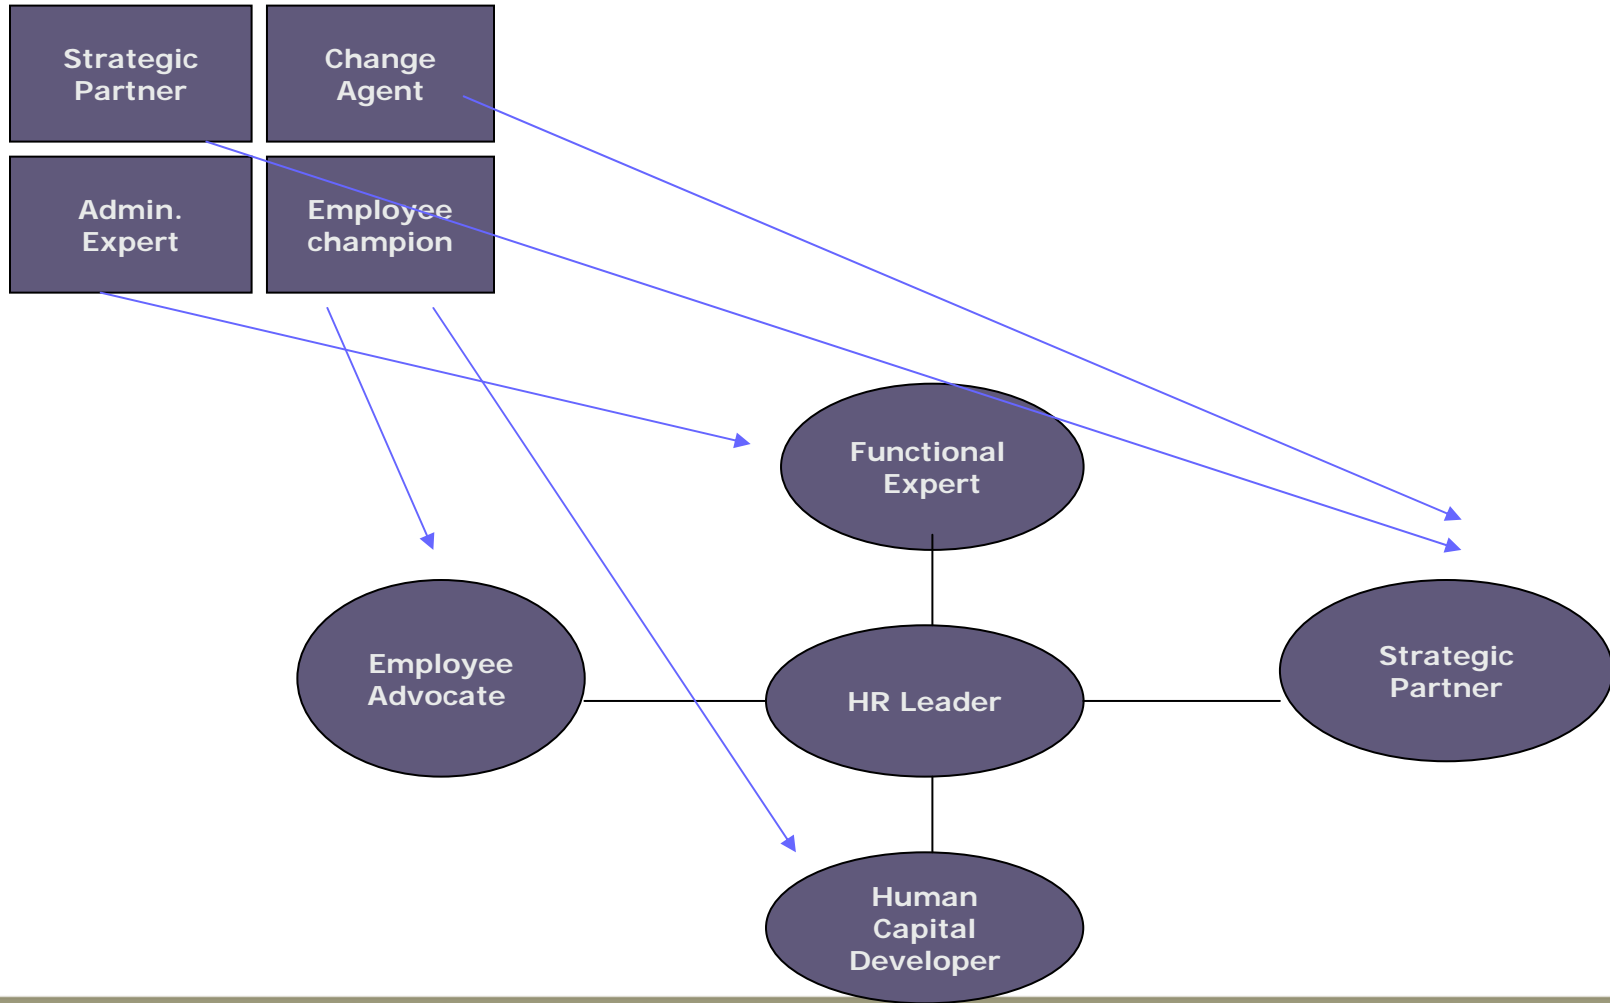 Strategic
Partner
Change
Agent
Admin.
Expert
Employee
champion
Functional
Expert
Employee
Advocate
HR Leader
Strategic
Partner
Human
Capital
Developer